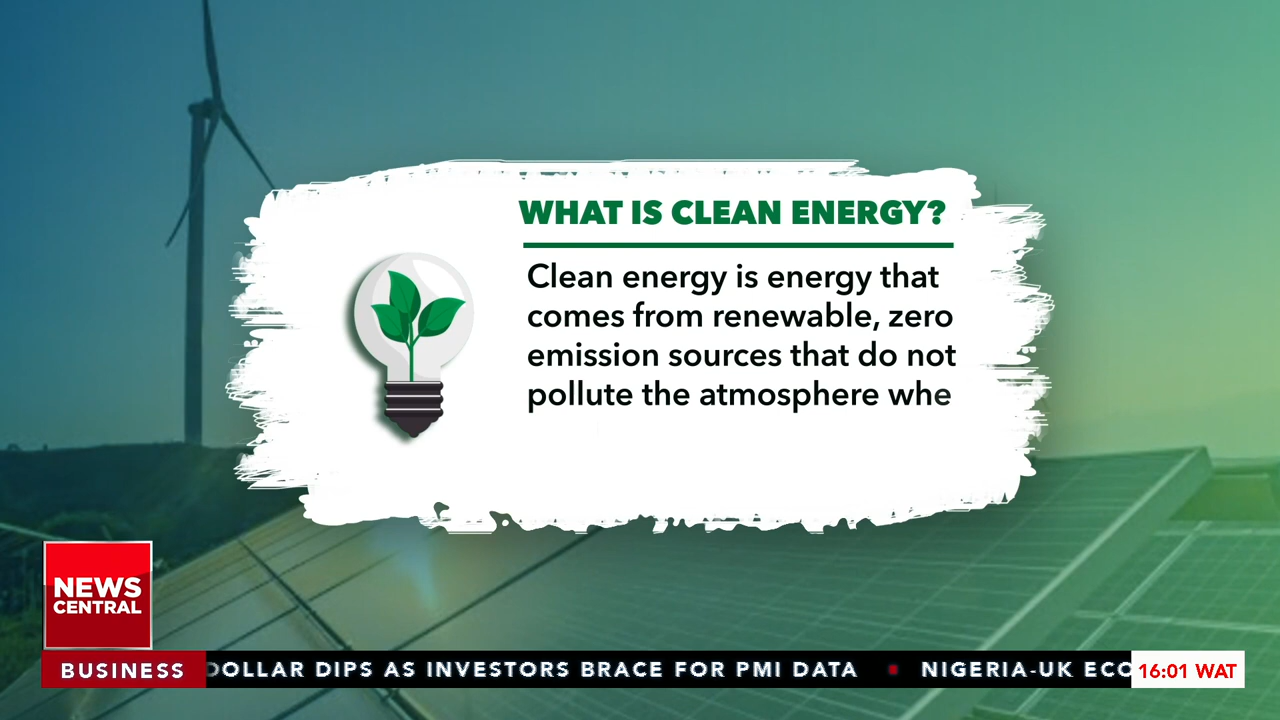 WHAT IS CLEAN ENERGY?
Clean energy is energy that
comes from renewable, zero
emission sources that do not
pollute the atmosphere whe
NEWS
CENTRAL
BUSINESS
DOLLAR DIPS AS INVESTORS BRACE FOR PMI DATA NIGERIA-UK ECO
16:01 WAT